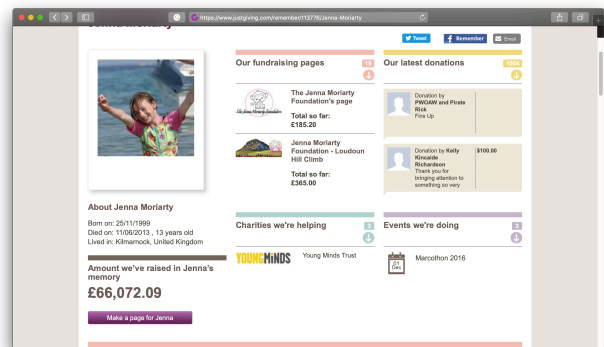 https://www.justgiving.com/remember/113776/Jenna-Moriarty
Jenna Moriarty
Tweet
Remember
Email
Our fundraising pages
The Jenna Moriarty
Foundation's page
Total so far:
£185.20
Jenna Moriarty
Foundation - Loudoun
Hill Climb
Total so far:
£365.00
Our latest donations
1004
Donation by
PWOAW and Pirate
Rick
Fins Up
Donation by Kelly
Kincaide
Richardson
Thank you for
bringing attention to
something so very
$100.00
About Jenna Moriarty
Born on: 25/11/1999
Died on: 11/06/2013 , 13 years old
Lived in: Kilmarnock, United Kingdom
Amount we've raised in Jenna's
memory
£66,072.09
Make a page for Jenna
Charities we're helping
YOUNGMINDS
Young Minds Trust
Events we're doing
01
Dec
Marcothon 2016